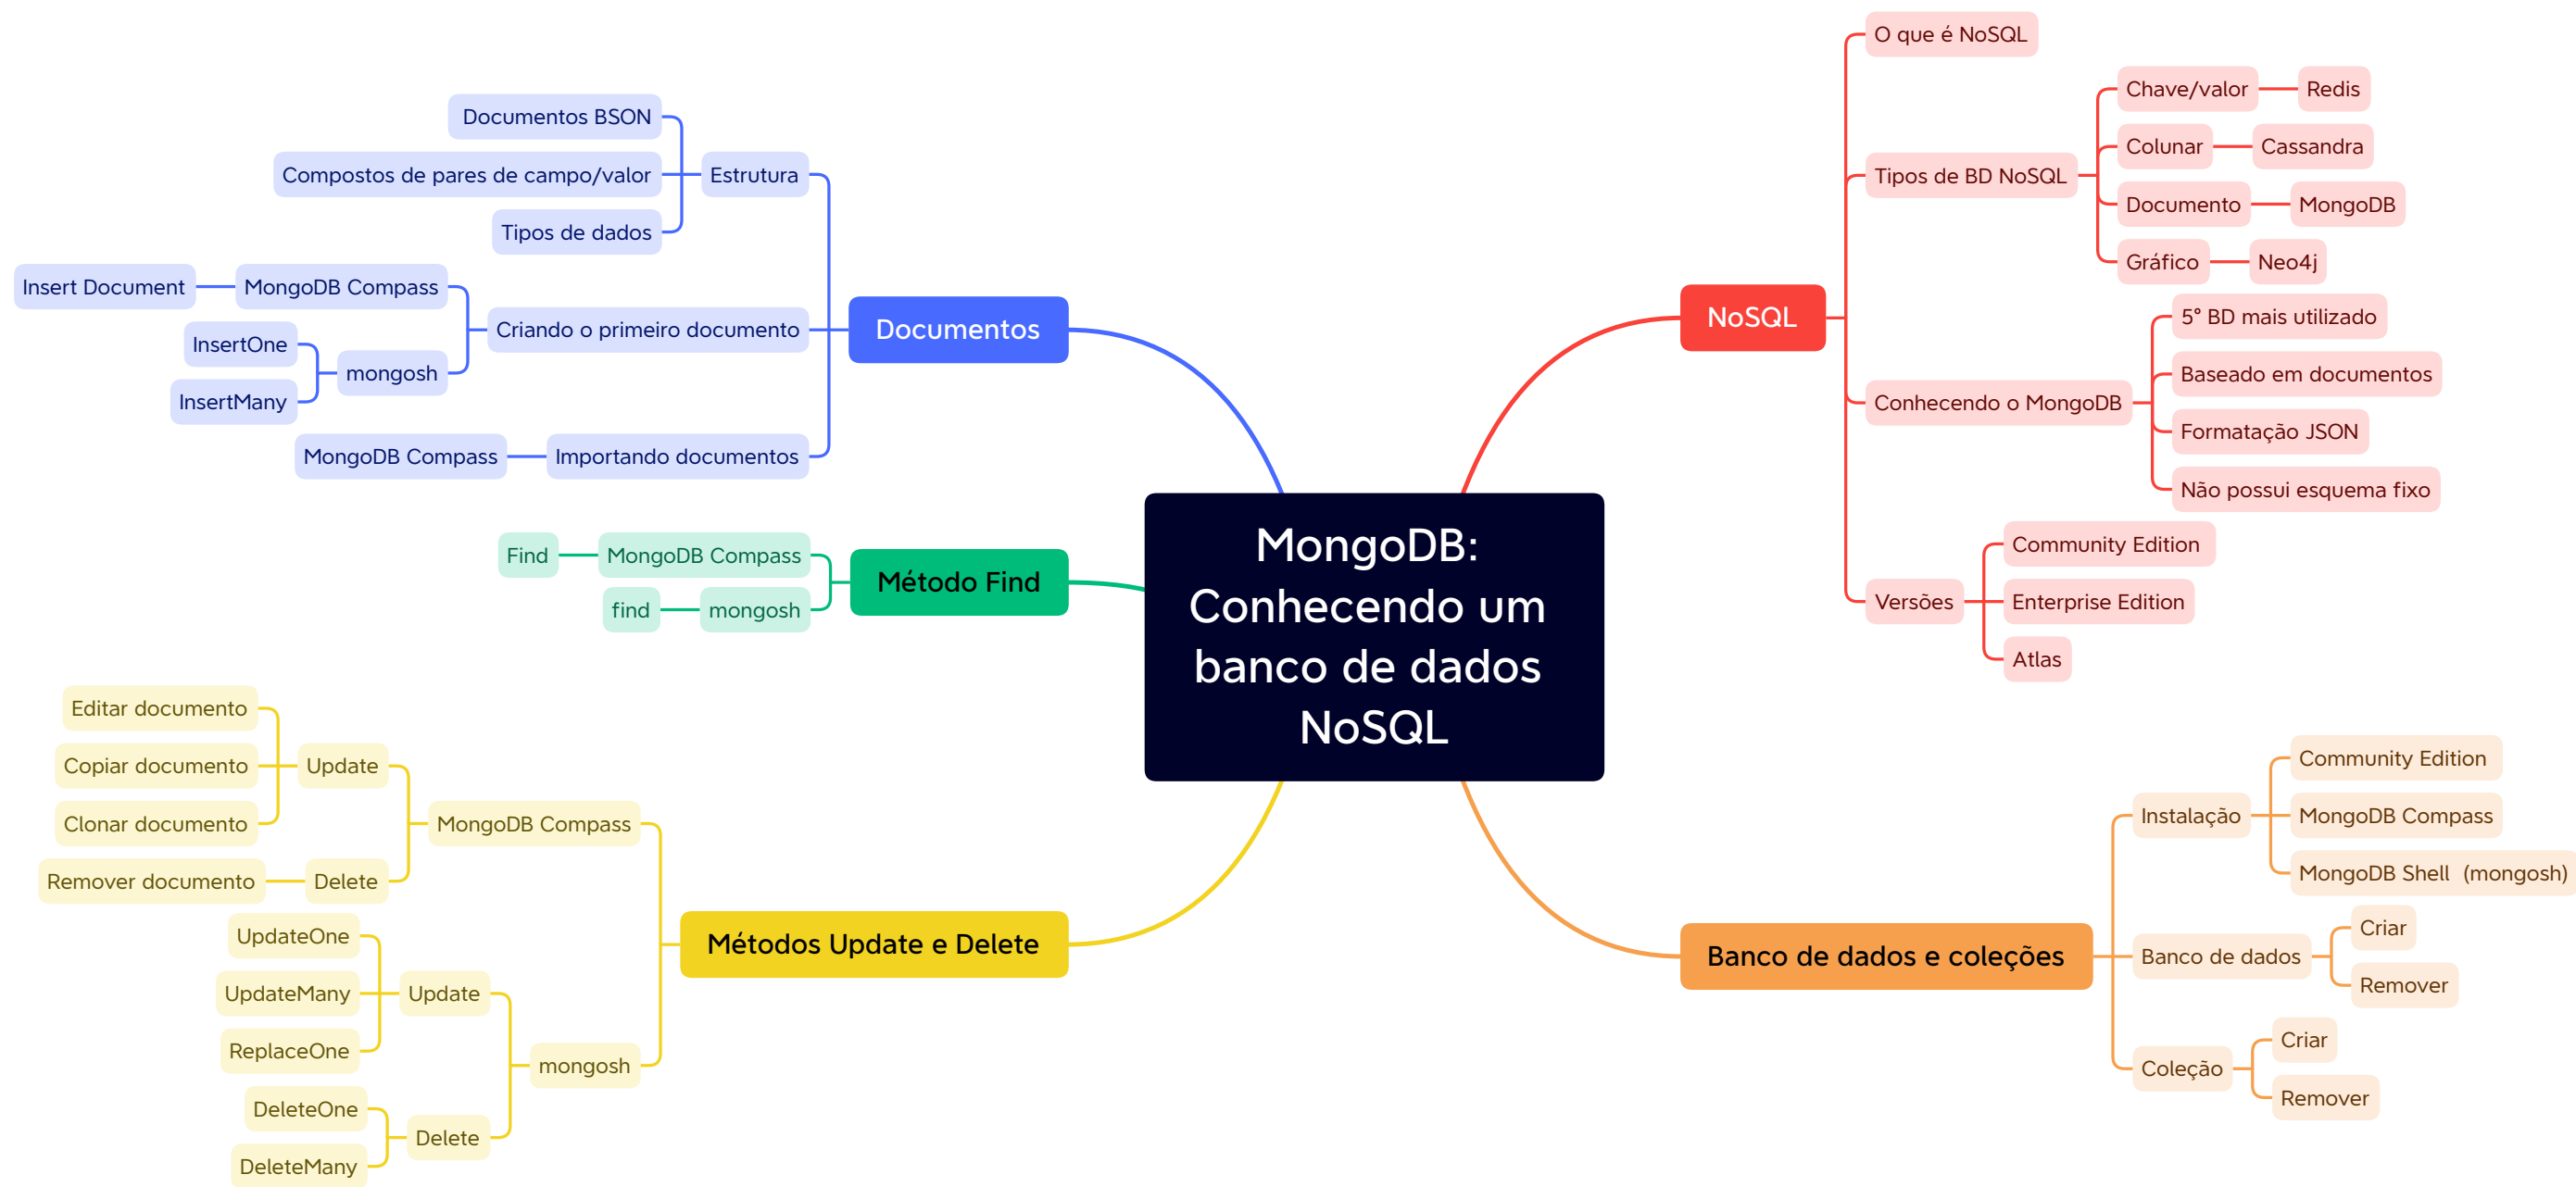 MongoDB:
Conhecendo um
banco de dados
NoSQL
NoSQL
O que é NoSQL
Tipos de BD NoSQL
Chave/valor
Redis
Colunar
Cassandra
Documento
MongoDB
Gráfico
Neo4j
Conhecendo o MongoDB
5° BD mais utilizado
Baseado em documentos
Formatação JSON
Não possui esquema fixo
Versões
Community Edition
Enterprise Edition
Atlas
Banco de dados e coleções
Instalação
Community Edition
MongoDB Compass
MongoDB Shell (mongosh)
Banco de dados
Criar
Remover
Coleção
Criar
Remover
Documentos
Estrutura
Documentos BSON
Compostos de pares de campo/valor
Tipos de dados
Criando o primeiro documento
MongoDB Compass
Insert Document
mongosh
InsertOne
InsertMany
Importando documentos
MongoDB Compass
Método Find
MongoDB Compass
Find
mongosh
find
Métodos Update e Delete
MongoDB Compass
Update
Editar documento
Copiar documento
Clonar documento
Delete
Remover documento
mongosh
Update
UpdateOne
UpdateMany
ReplaceOne
Delete
DeleteOne
DeleteMany